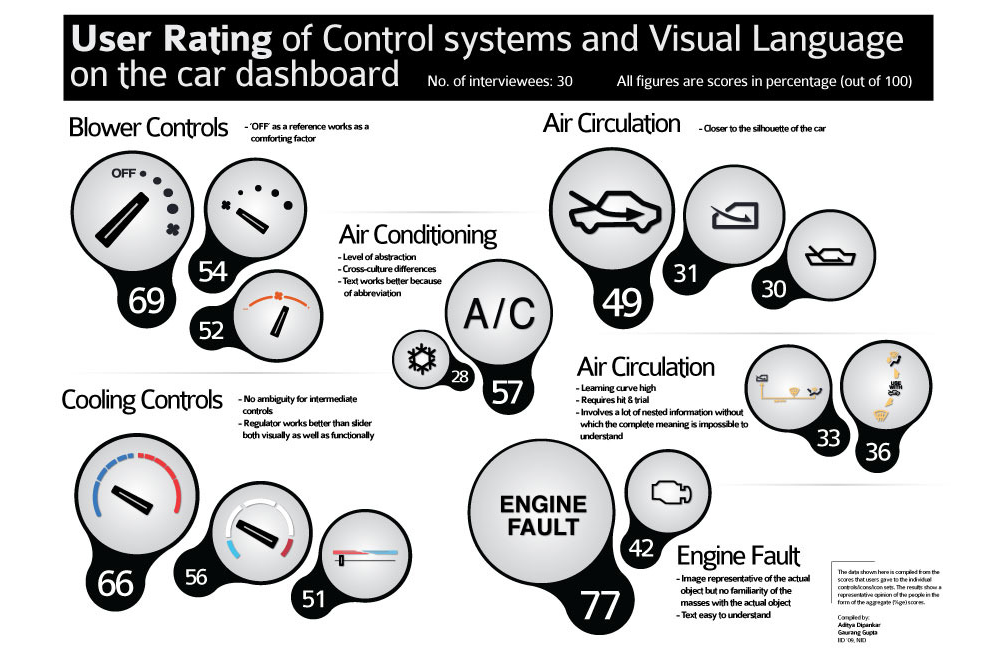 User Rating of Control systems and Visual Language
on the car dashboard
No. of interviewees: 30
All figures are scores in percentage (out of 100)
Blower Controls
- 'OFF' as a reference works as a
comforting factor
OFF
69
54
52
Air Circulation
- Closer to the silhouette of the car
49
31
30
Air Conditioning
- Level of abstraction
- Cross-culture differences
- Text works better because
of abbreviation
A/C
28
57
Air Circulation
- Learning curve high
- Requires hit & trial
- Involves a lot of nested information without
which the complete meaning is impossible to
understand
USE
WITH
33
36
Cooling Controls
- No ambiguity for intermediate
controls
- Regulator works better than slider
both visually as well as functionally
66
56
51
ENGINE
FAULT
77
42
Engine Fault
- Image representative of the actual
object but no familiarity of the
masses with the actual object
- Text easy to understand
The data shown here is compiled from the
scores that users gave to the individual
controls/icons/icon sets. The results show a
representative opinion of the people in the
form of the aggregate (%ge) scores.
Compiled by:
Aditya Dipankar
Gaurang Gupta
ID '09, NID